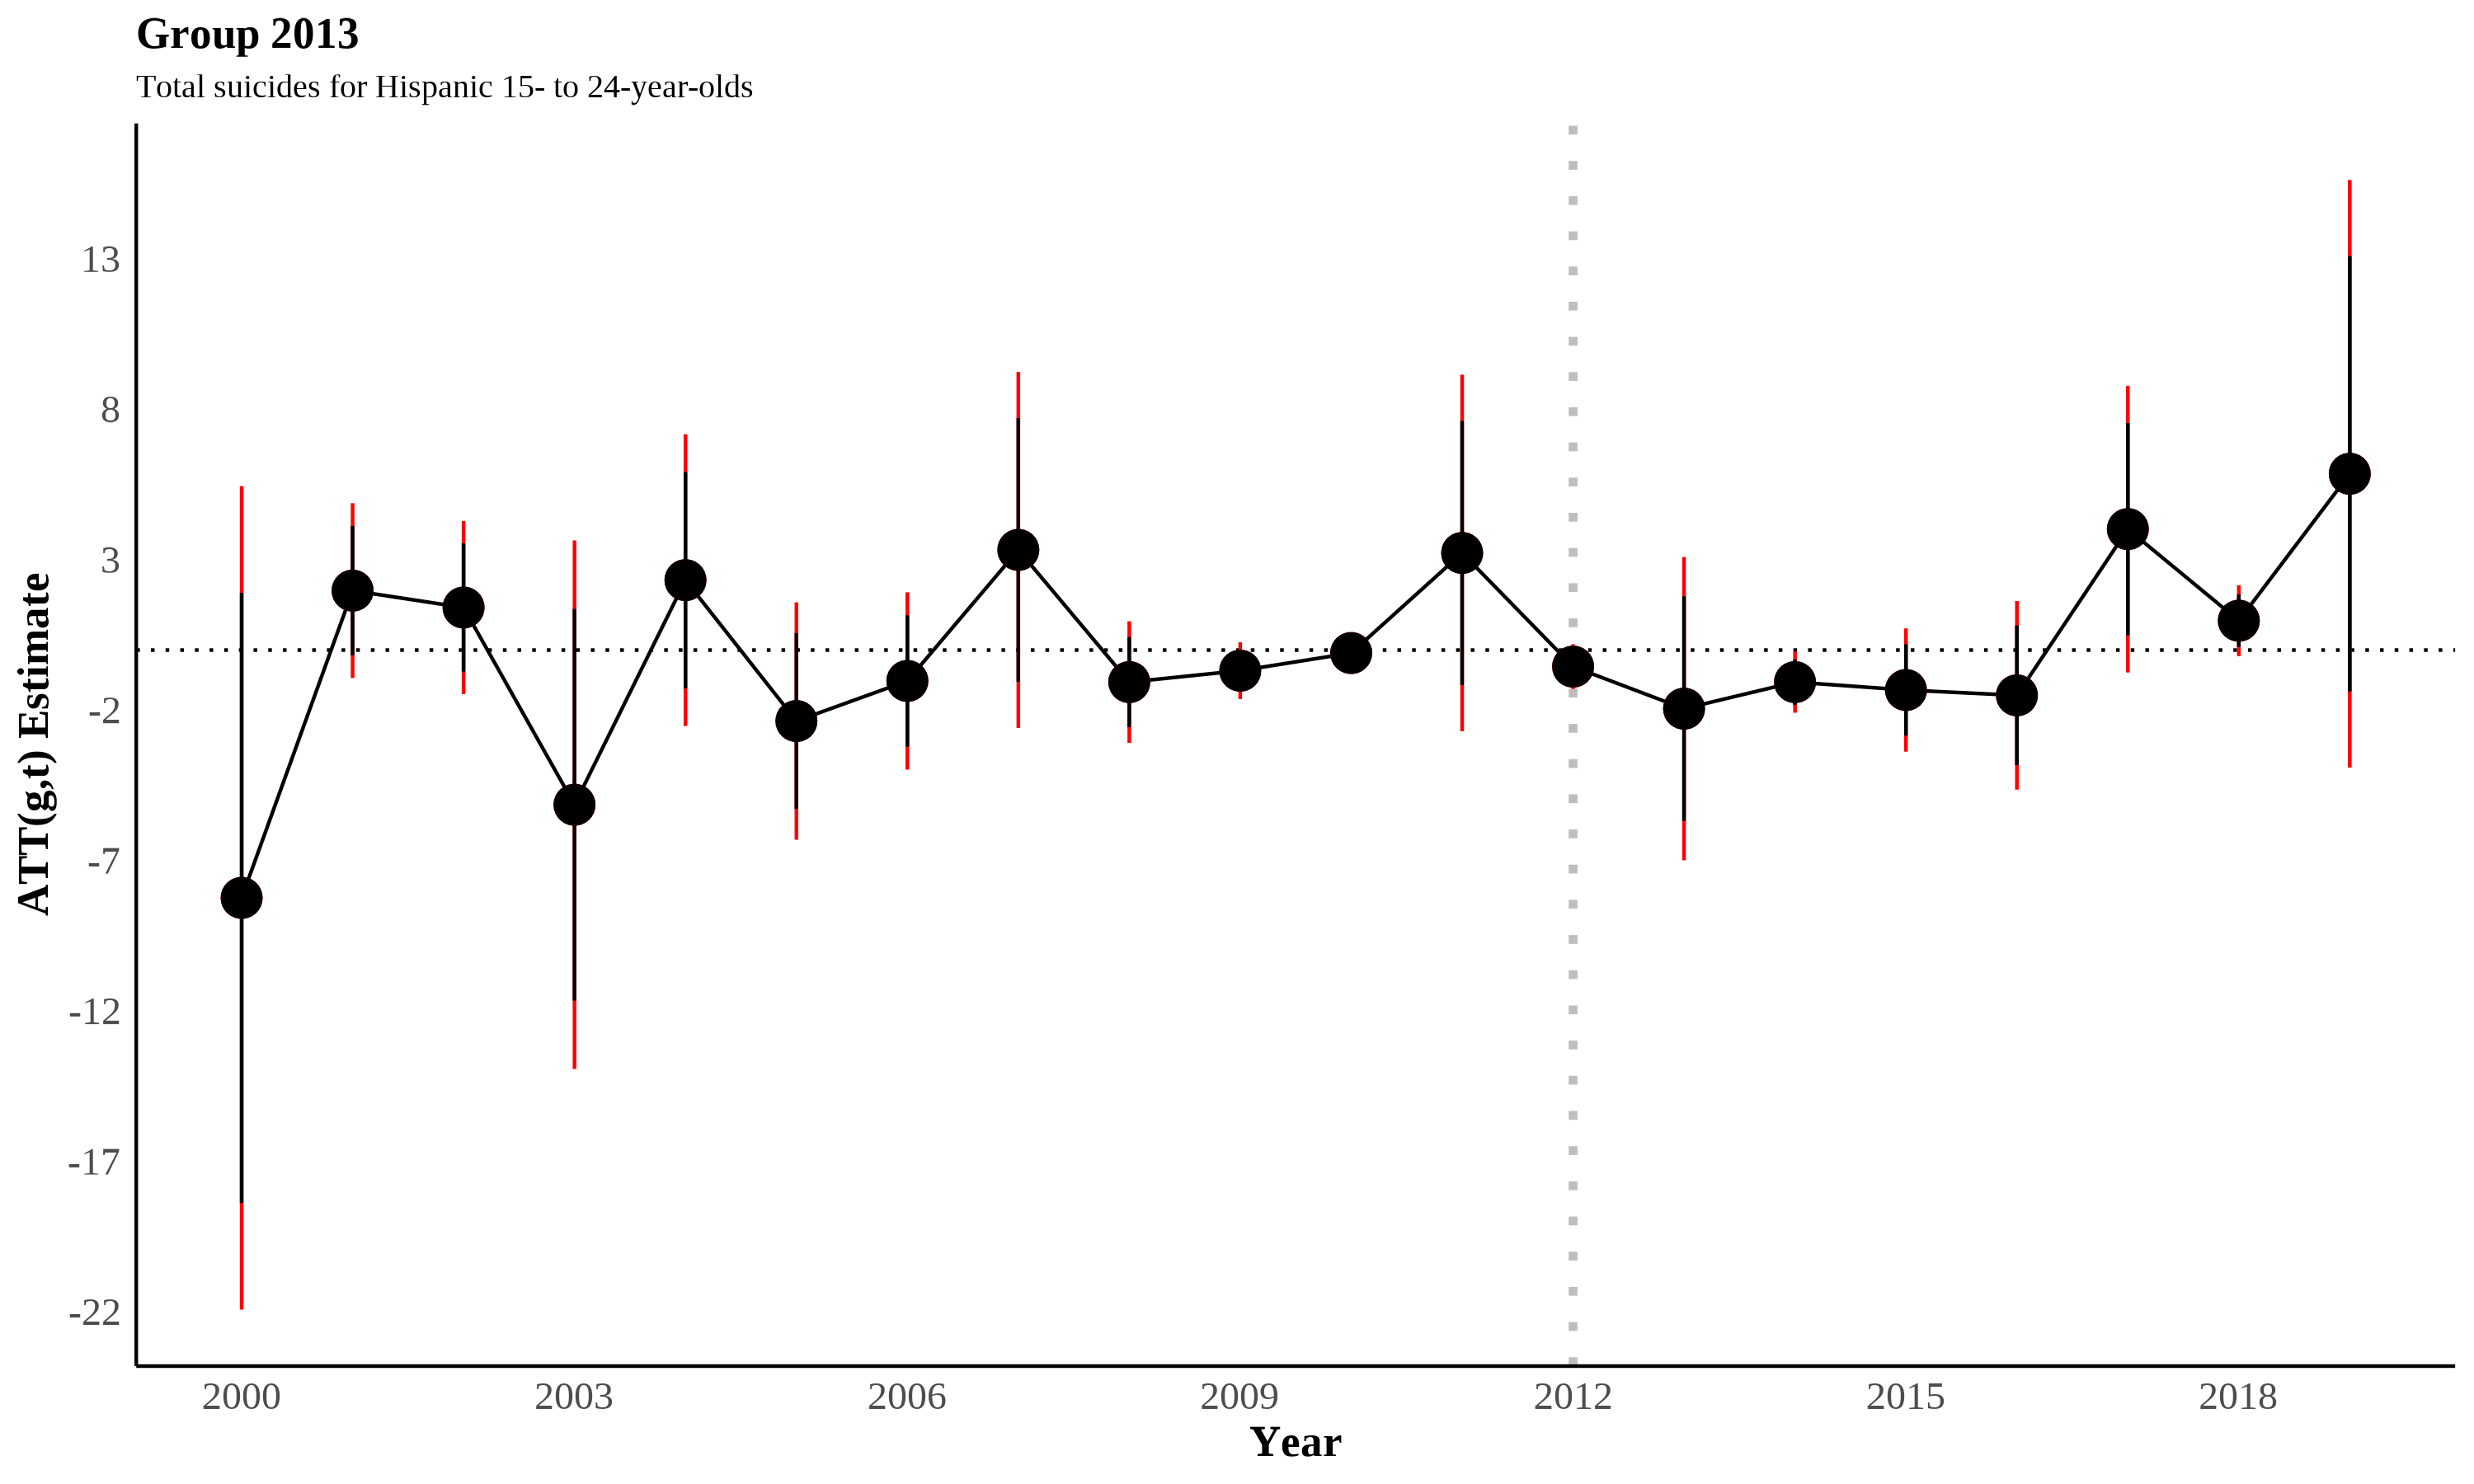 Group 2013
Total suicides for Hispanic 15- to 24-year-olds
ATT(g,t) Estimate
13
8
3
-2
-7
-12
-17
-22
2000 2003 2006 2009 2012 2015 2018
Year